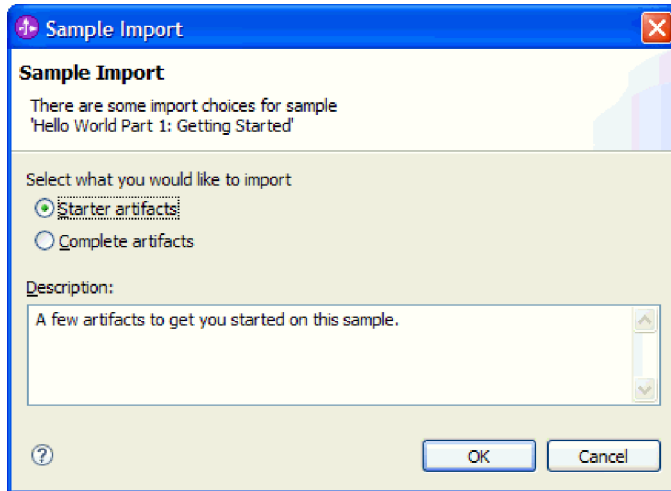 Sample Import
Sample Import
There are some import choices for sample
'Hello World Part 1: Getting Started'
Select what you would like to import
Starter artifacts
Complete artifacts
Description:
A few artifacts to get you started on this sample.
?
OK
Cancel